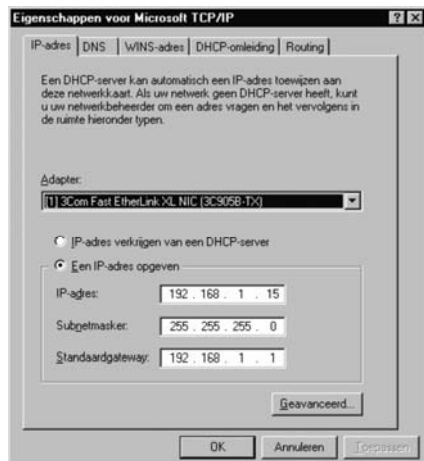 Eigenschappen voor Microsoft TCP/IP
IP-adres DNS WINS-adres DHCP-omleiding Routing
Een DHCP-server kan automatisch een IP-adres toewijzen aan
deze netwerkkaart. Als uw netwerk geen DHCP-server heeft, kunt
u uw netwerkbeheerder om een adres vragen en het vervolgens in
de ruimte hieronder typen.
Adapter:
[1] 3Com Fast EtherLink XL NIC (3C905B-TX)
IP-adres verkrijgen van een DHCP-server
Een IP-adres opgeven
IP-adres: 192 . 168 . 1 . 15
Subnetmasker: 255 . 255 . 255 . 0
Standaardgateway: 192 . 168 . 1 . 1
Geavanceerd...
OK Annuleren Toepassen